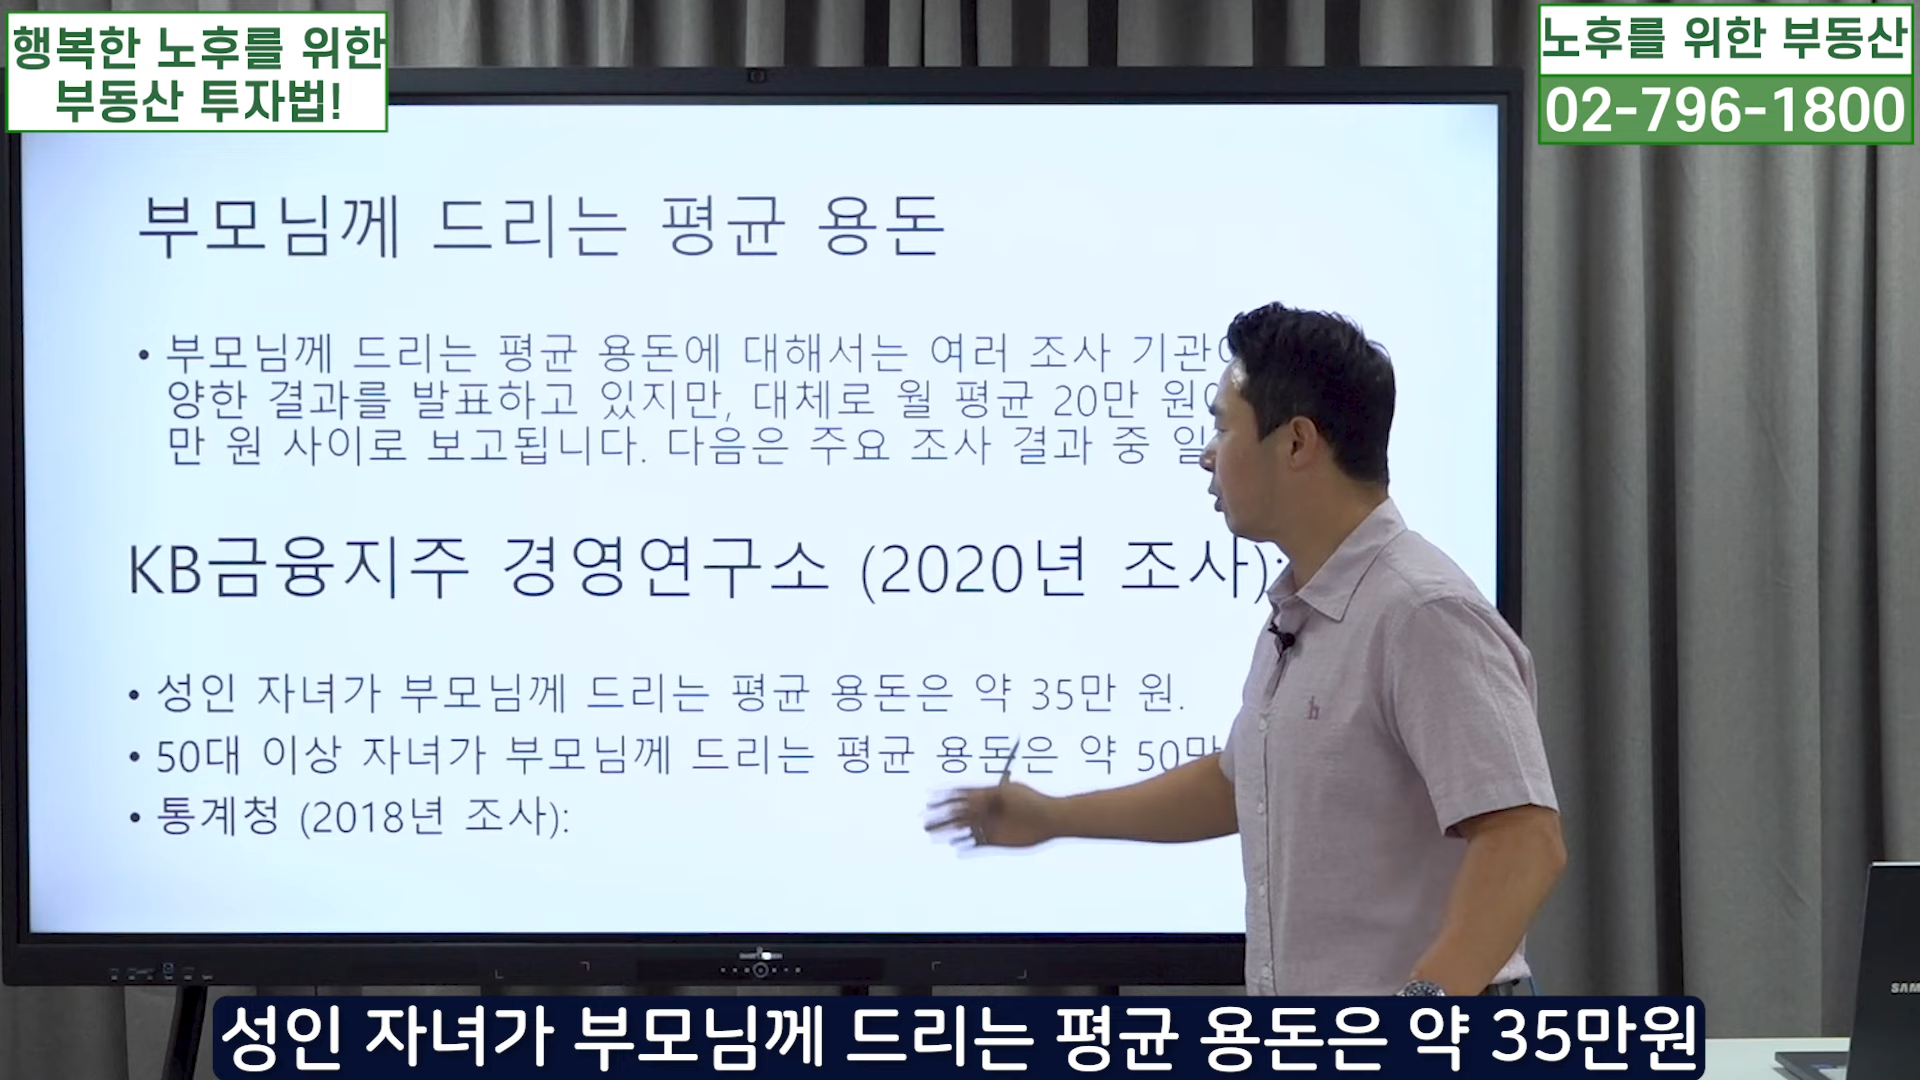 행복한 노후를 위한
부동산 투자법!
노후를 위한 부동산
02-796-1800
부모님께 드리는 평균 용돈
• 부모님께 드리는 평균 용돈에 대해서는 여러 조사
양한 결과를 발표하고 있지만, 대체로 월 평균 20만
만 원 사이로 보고됩니다. 다음은 주요 조사 결과 중
KB금융지주 경영연구소 (2020년 조사):
• 성인 자녀가 부모님께 드리는 평균 용돈은 약 35만 원.
• 50대 이상 자녀가 부모님께 드리는 평균 용돈은 약 50만
• 통계청 (2018년 조사):
성인 자녀가 부모님께 드리는 평균 용돈은 약 35만원